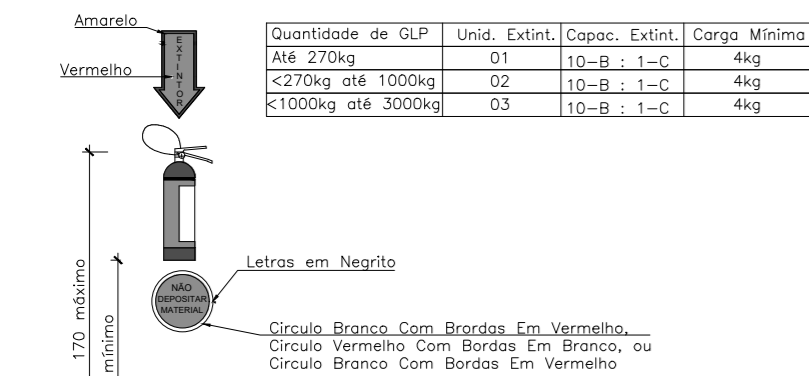 Amarelo
Vermelho
EXTINTOR
Quantidade de GLP Unid. Extint. Capac. Extint. Carga Mínima
Até 270kg 01 10-B : 1-C 4kg
<270kg até 1000kg 02 10-B : 1-C 4kg
<1000kg até 3000kg 03 10-B : 1-C 4kg
Letras em Negrito
NÃO
DEPOSITAR
MATERIAL
170 máximo
mínimo
Circulo Branco Com Brordas Em Vermelho,
Circulo Vermelho Com Bordas Em Branco, ou
Circulo Branco Com Bordas Em Vermelho